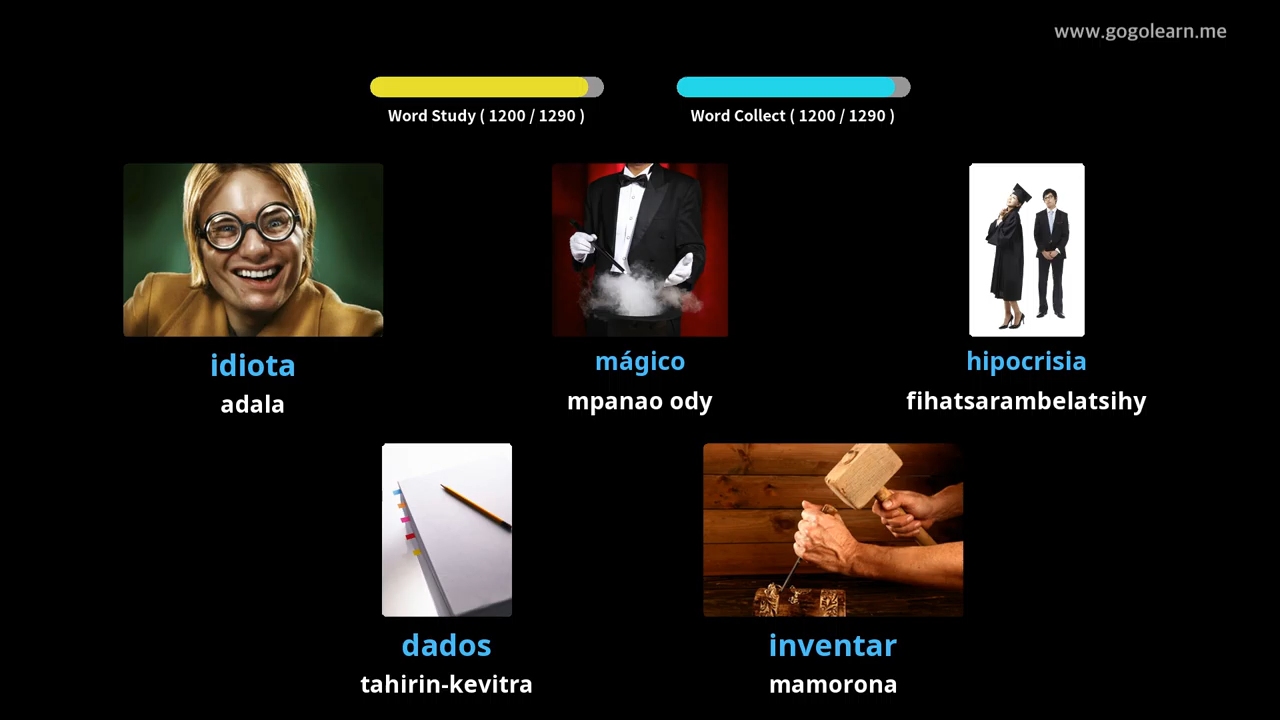 www.gogolearn.me
Word Study ( 1200 / 1290 )
Word Collect ( 1200 / 1290 )
idiota
adala
mágico
mpanao ody
hipocrisia
fihatsarambelatsihy
dados
tahirin-kevitra
inventar
mamorona